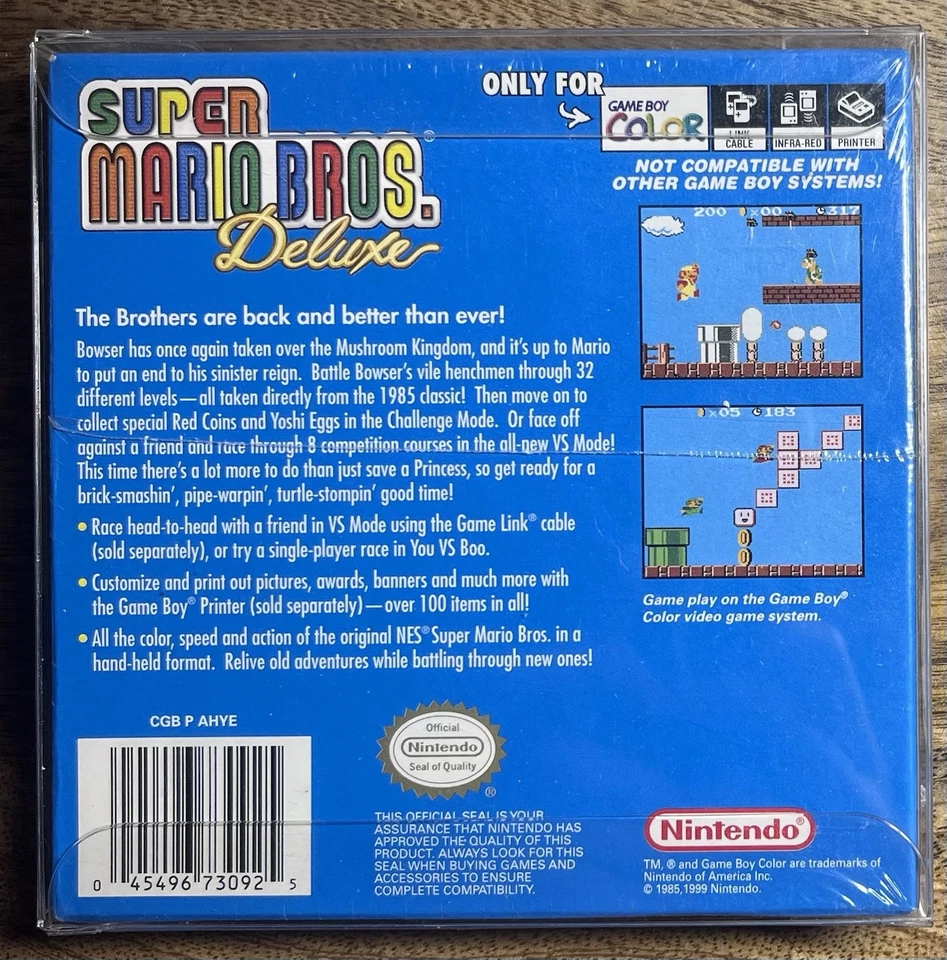 SUPER
MARIO BROS.®
Deluxe
ONLY FOR
GAME BOY
COLOR
LINK
CABLE
INFRA-RED
PRINTER
NOT COMPATIBLE WITH
OTHER GAME BOY SYSTEMS!
200 ×00 317
The Brothers are back and better than ever!
Bowser has once again taken over the Mushroom Kingdom, and it's up to Mario
to put an end to his sinister reign. Battle Bowser's vile henchmen through 32
different levels—all taken directly from the 1985 classic! Then move on to
collect special Red Coins and Yoshi Eggs in the Challenge Mode. Or face off
against a friend and race through 8 competition courses in the all-new VS Mode!
This time there's a lot more to do than just save a Princess, so get ready for a
brick-smashin', pipe-warpin', turtle-stompin' good time!
×05 183
• Race head-to-head with a friend in VS Mode using the Game Link® cable
(sold separately), or try a single-player race in You VS Boo.
• Customize and print out pictures, awards, banners and much more with
the Game Boy® Printer (sold separately)—over 100 items in all!
• All the color, speed and action of the original NES® Super Mario Bros. in a
hand-held format. Relive old adventures while battling through new ones!
Game play on the Game Boy®
Color video game system.
CGB P AHYE
0 45496 73092 5
Official
Nintendo
Seal of Quality
®
THIS OFFICIAL SEAL IS YOUR
ASSURANCE THAT NINTENDO HAS
APPROVED THE QUALITY OF THIS
PRODUCT. ALWAYS LOOK FOR THIS
SEAL WHEN BUYING GAMES AND
ACCESSORIES TO ENSURE
COMPLETE COMPATIBILITY.
Nintendo®
TM, ® and Game Boy Color are trademarks of
Nintendo of America Inc.
© 1985,1999 Nintendo.